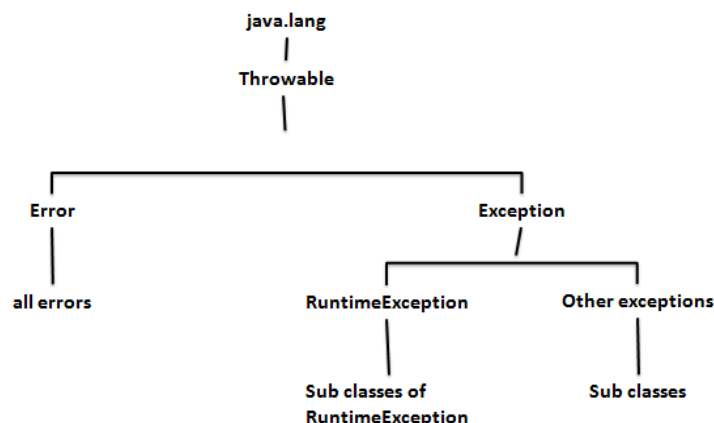 java.lang
Throwable
Error
Exception
all errors
RuntimeException
Other exceptions
Sub classes of
RuntimeException
Sub classes